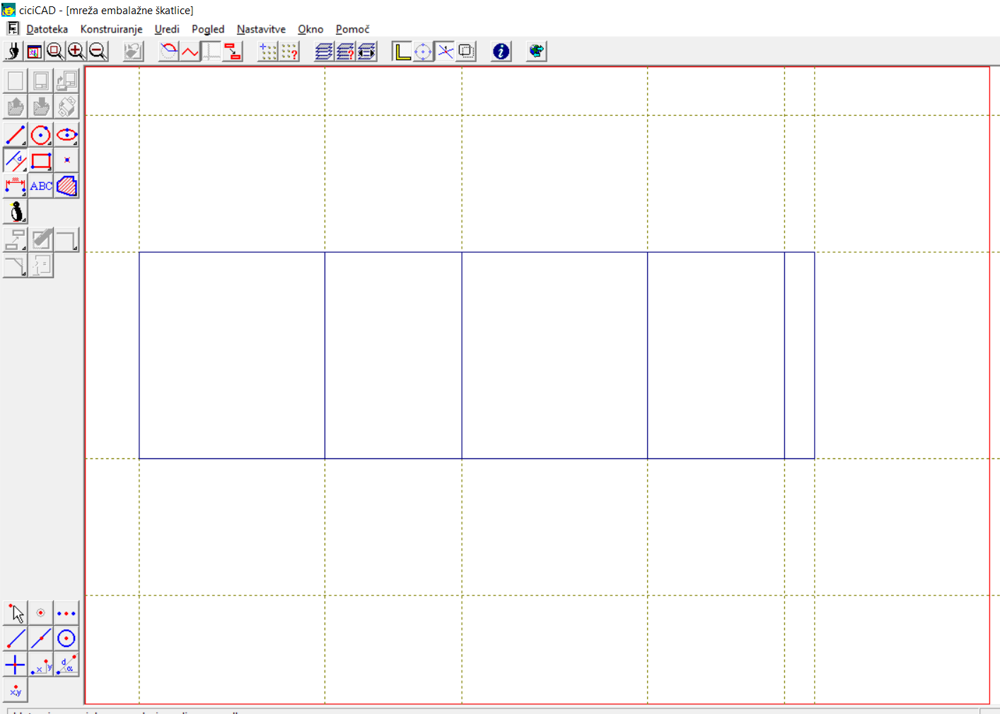 ciciCAD - [mreža embalažne škatlice]
Datoteka Konstruiranje Uredi Pogled Nastavitve Okno Pomoč
d
ABC
x y
d α
x,y